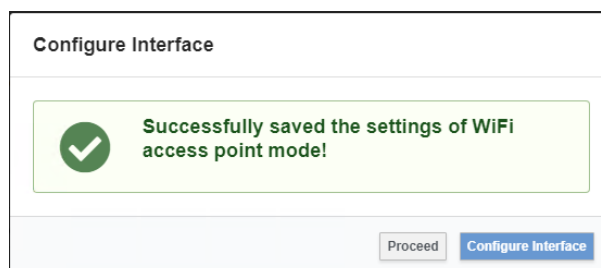 Configure Interface
Successfully saved the settings of WiFi
access point mode!
Proceed
Configure Interface